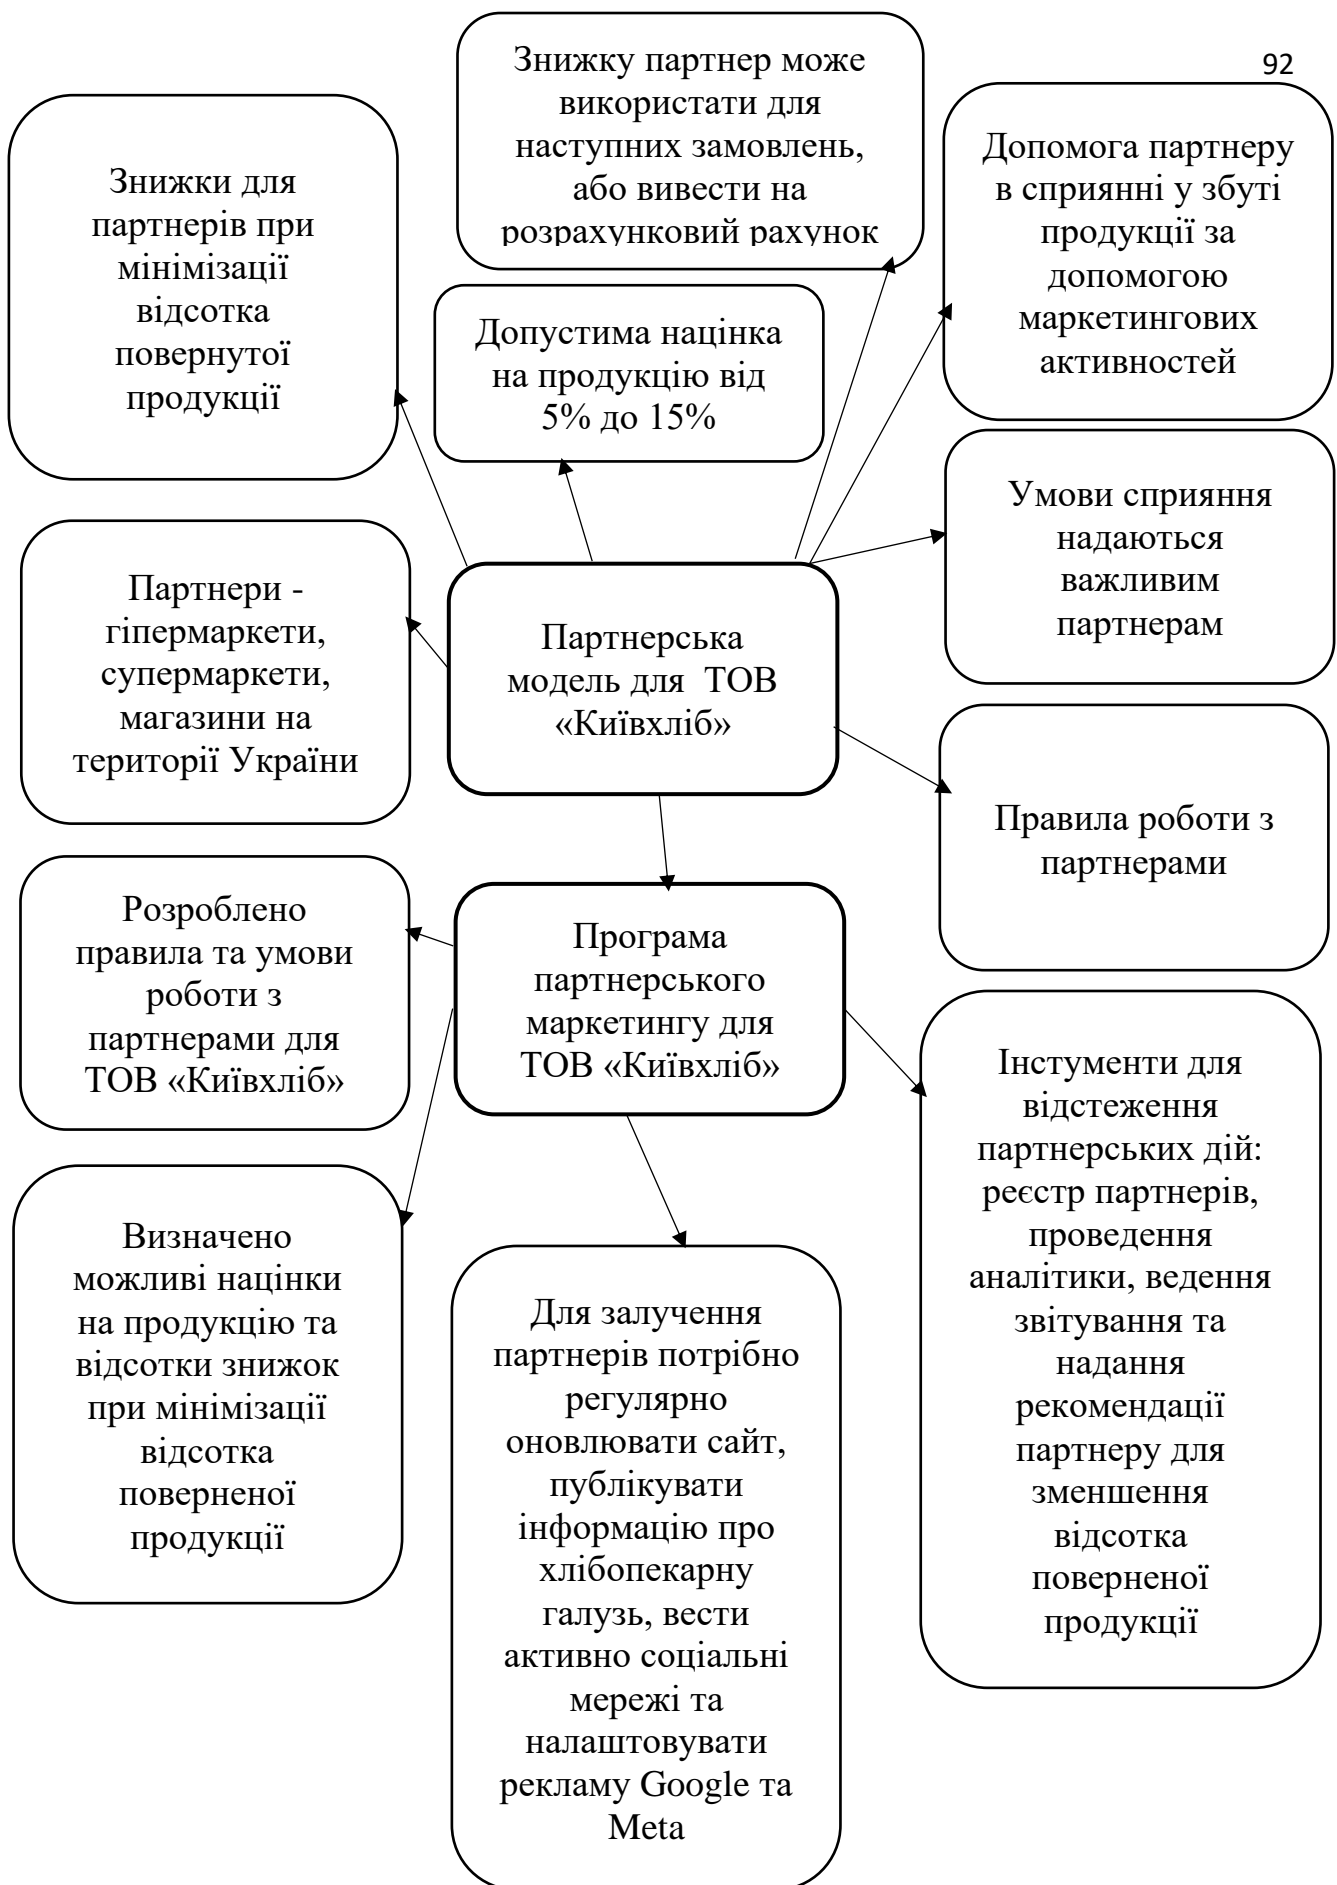 92
Знижку партнер може
використати для
наступних замовлень,
або вивести на
розрахунковий рахунок
Знижки для
партнерів при
мінімізації
відсотка
повернутої
продукції
Допустима націнка
на продукцію від
5% до 15%
Допомога партнеру
в сприянні у збуті
продукції за
допомогою
маркетингових
активностей
Умови сприяння
надаються
важливим
партнерам
Партнери -
гіпермаркети,
супермаркети,
магазини на
території України
Партнерська
модель для ТОВ
«Київхліб»
Правила роботи з
партнерами
Розроблено
правила та умови
роботи з
партнерами для
ТОВ «Київхліб»
Програма
партнерського
маркетингу для
ТОВ «Київхліб»
Інстументи для
відстеження
партнерських дій:
реєстр партнерів,
проведення
аналітики, ведення
звітування та
надання
рекомендації
партнеру для
зменшення
відсотка
поверненої
продукції
Визначено
можливі націнки
на продукцію та
відсотки знижок
при мінімізації
відсотка
поверненої
продукції
Для залучення
партнерів потрібно
регулярно
оновлювати сайт,
публікувати
інформацію про
хлібопекарну
галузь, вести
активно соціальні
мережі та
налаштовувати
рекламу Google та
Meta